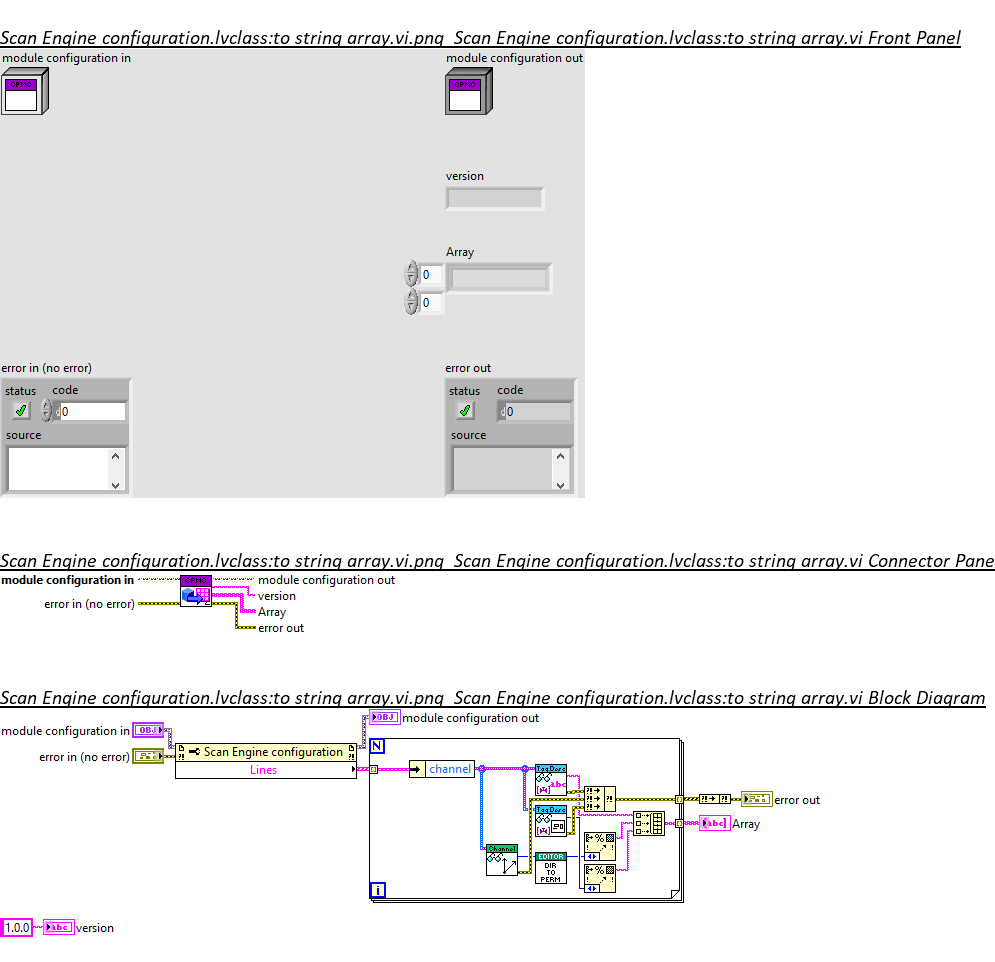 Scan Engine configuration.lvclass:to string array.vi.png  Scan Engine configuration.lvclass:to string array.vi Front Panel
module configuration in
module configuration out
CPMC
CPMC
version
Array
0
0
error in (no error)
error out
status code
status code
d 0
d 0
source
source
Scan Engine configuration.lvclass:to string array.vi.png  Scan Engine configuration.lvclass:to string array.vi Connector Pane
module configuration in
CPMC
module configuration out
version
error in (no error)
Array
error out
Scan Engine configuration.lvclass:to string array.vi.png  Scan Engine configuration.lvclass:to string array.vi Block Diagram
OBJ module configuration out
module configuration in OBJ
N
Scan Engine configuration
error in (no error)
Lines
channel
TagDesc
abc
error out
TagDesc
abc Array
Channel
EDITOR
DIR
TO
PERM
i
1.0.0 abc version